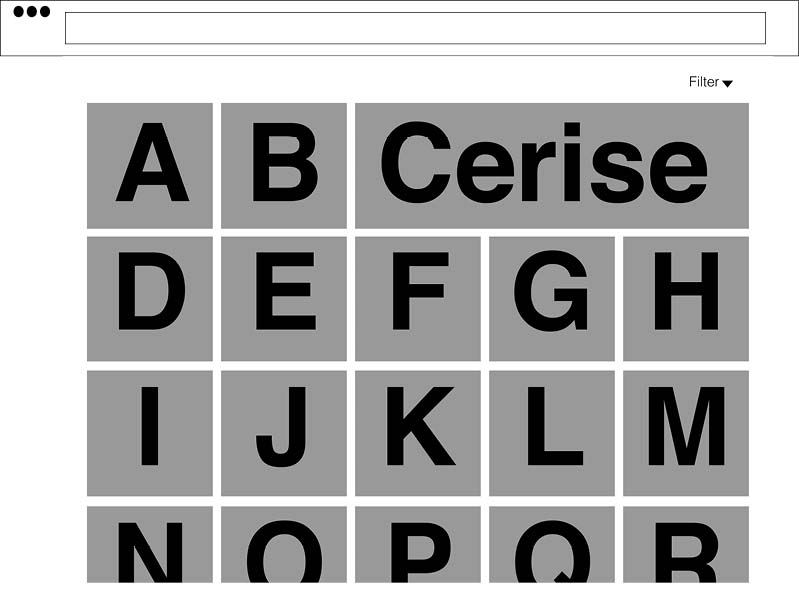 Filter
A B Cerise
D E F G H
I J K L M
N O P Q R